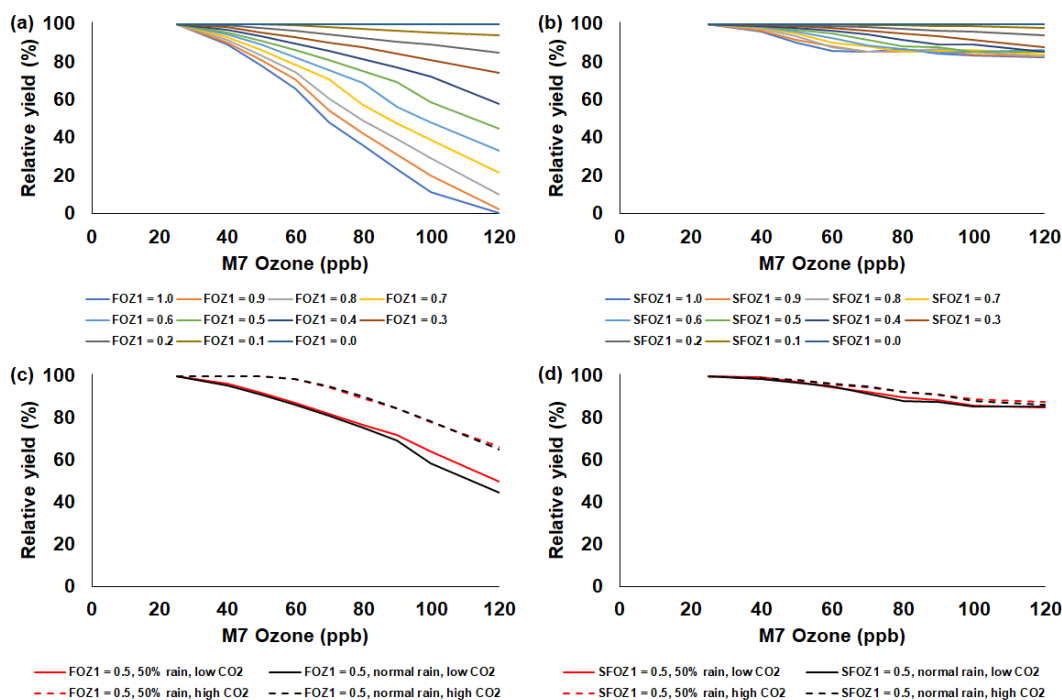 (a)
100
80
60
40
20
0
Relative yield (%)
0 20 40 60 80 100 120
M7 Ozone (ppb)
FOZ1 = 1.0 FOZ1 = 0.9 FOZ1 = 0.8 FOZ1 = 0.7
FOZ1 = 0.6 FOZ1 = 0.5 FOZ1 = 0.4 FOZ1 = 0.3
FOZ1 = 0.2 FOZ1 = 0.1 FOZ1 = 0.0
(b)
100
80
60
40
20
0
Relative yield (%)
0 20 40 60 80 100 120
M7 Ozone (ppb)
SFOZ1 = 1.0 SFOZ1 = 0.9 SFOZ1 = 0.8 SFOZ1 = 0.7
SFOZ1 = 0.6 SFOZ1 = 0.5 SFOZ1 = 0.4 SFOZ1 = 0.3
SFOZ1 = 0.2 SFOZ1 = 0.1 SFOZ1 = 0.0
(c)
100
80
60
40
20
0
Relative yield (%)
0 20 40 60 80 100 120
M7 Ozone (ppb)
FOZ1 = 0.5, 50% rain, low CO2 FOZ1 = 0.5, normal rain, low CO2
FOZ1 = 0.5, 50% rain, high CO2 FOZ1 = 0.5, normal rain, high CO2
(d)
100
80
60
40
20
0
Relative yield (%)
0 20 40 60 80 100 120
M7 Ozone (ppb)
SFOZ1 = 0.5, 50% rain, low CO2 SFOZ1 = 0.5, normal rain, low CO2
SFOZ1 = 0.5, 50% rain, high CO2 SFOZ1 = 0.5, normal rain, high CO2